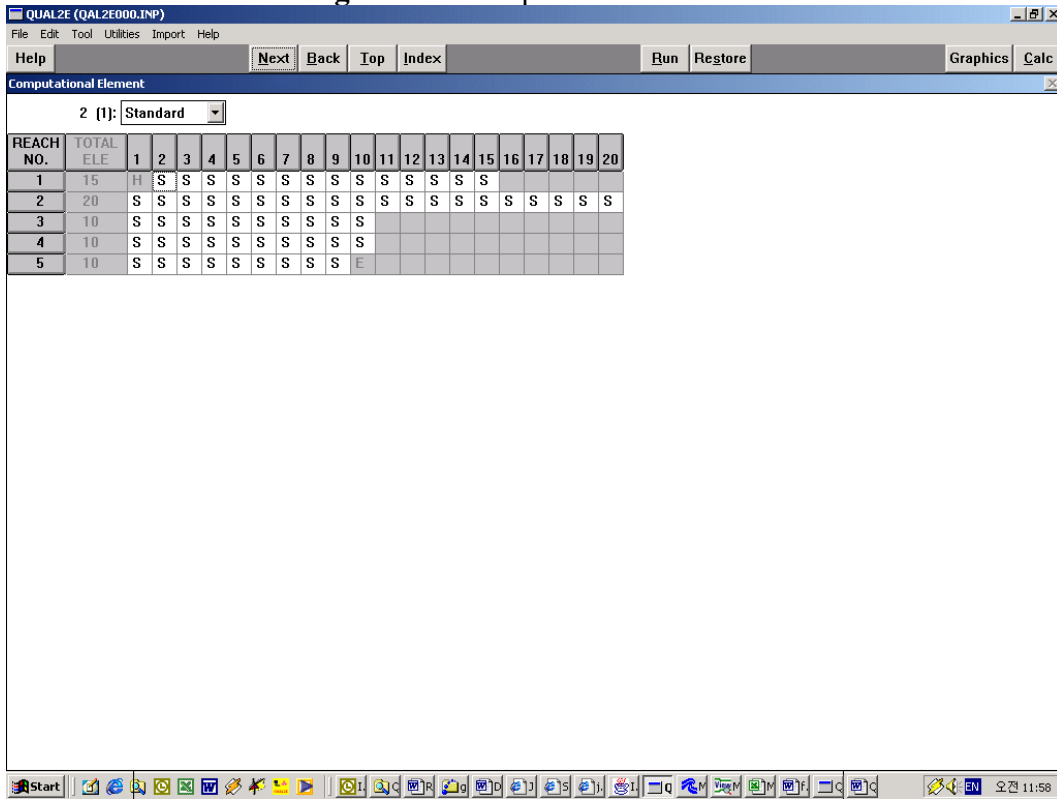 QUAL2E (QAL2E000.INP)
File Edit Tool Utilities Import Help
Help Next Back Top Index Run Restore Graphics Calc
Computational Element
2 (1): Standard
REACH NO. TOTAL ELE 1 2 3 4 5 6 7 8 9 10 11 12 13 14 15 16 17 18 19 20
1 15 H S S S S S S S S S S S S S S
2 20 S S S S S S S S S S S S S S S S S S S S
3 10 S S S S S S S S S S
4 10 S S S S S S S S S S
5 10 S S S S S S S S S E
Start EN 오전 11:58